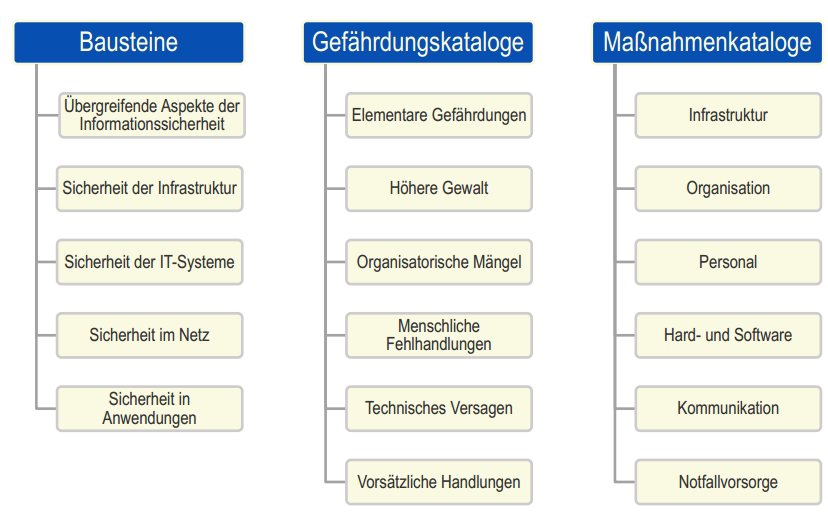 Bausteine
Übergreifende Aspekte der
Informationssicherheit
Sicherheit der Infrastruktur
Sicherheit der IT-Systeme
Sicherheit im Netz
Sicherheit in
Anwendungen
Gefährdungskataloge
Elementare Gefährdungen
Höhere Gewalt
Organisatorische Mängel
Menschliche
Fehlhandlungen
Technisches Versagen
Vorsätzliche Handlungen
Maßnahmenkataloge
Infrastruktur
Organisation
Personal
Hard- und Software
Kommunikation
Notfallvorsorge